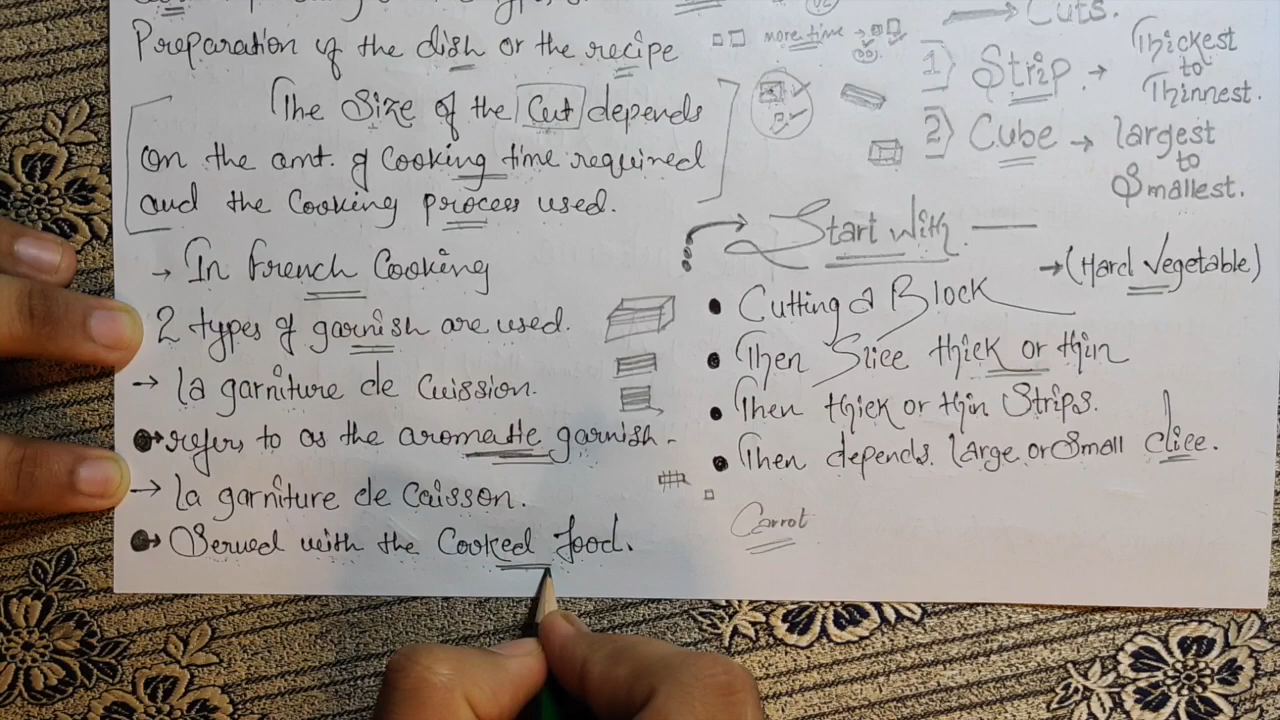 Preparation of the dish or the recipe
The Size of the Cut depends
on the amt. of Cooking time required
and the Cooking process used.
→ In French Cooking
2 types of garnish are used.
→ la garniture de Cuission.
→ refers to as the aromatic garnish.
→ la garniture de Caisson.
→ Served with the Cooked food.
more time →
→ Cuts.
1) Strip. → Thickest to Thinnest.
2) Cube → largest to Smallest.
Start with
→ (Hard Vegetable)
• Cutting a Block
• Then Slice thick or thin
• Then thick or thin Strips.
• Then depends large or Small dice.
Carrot